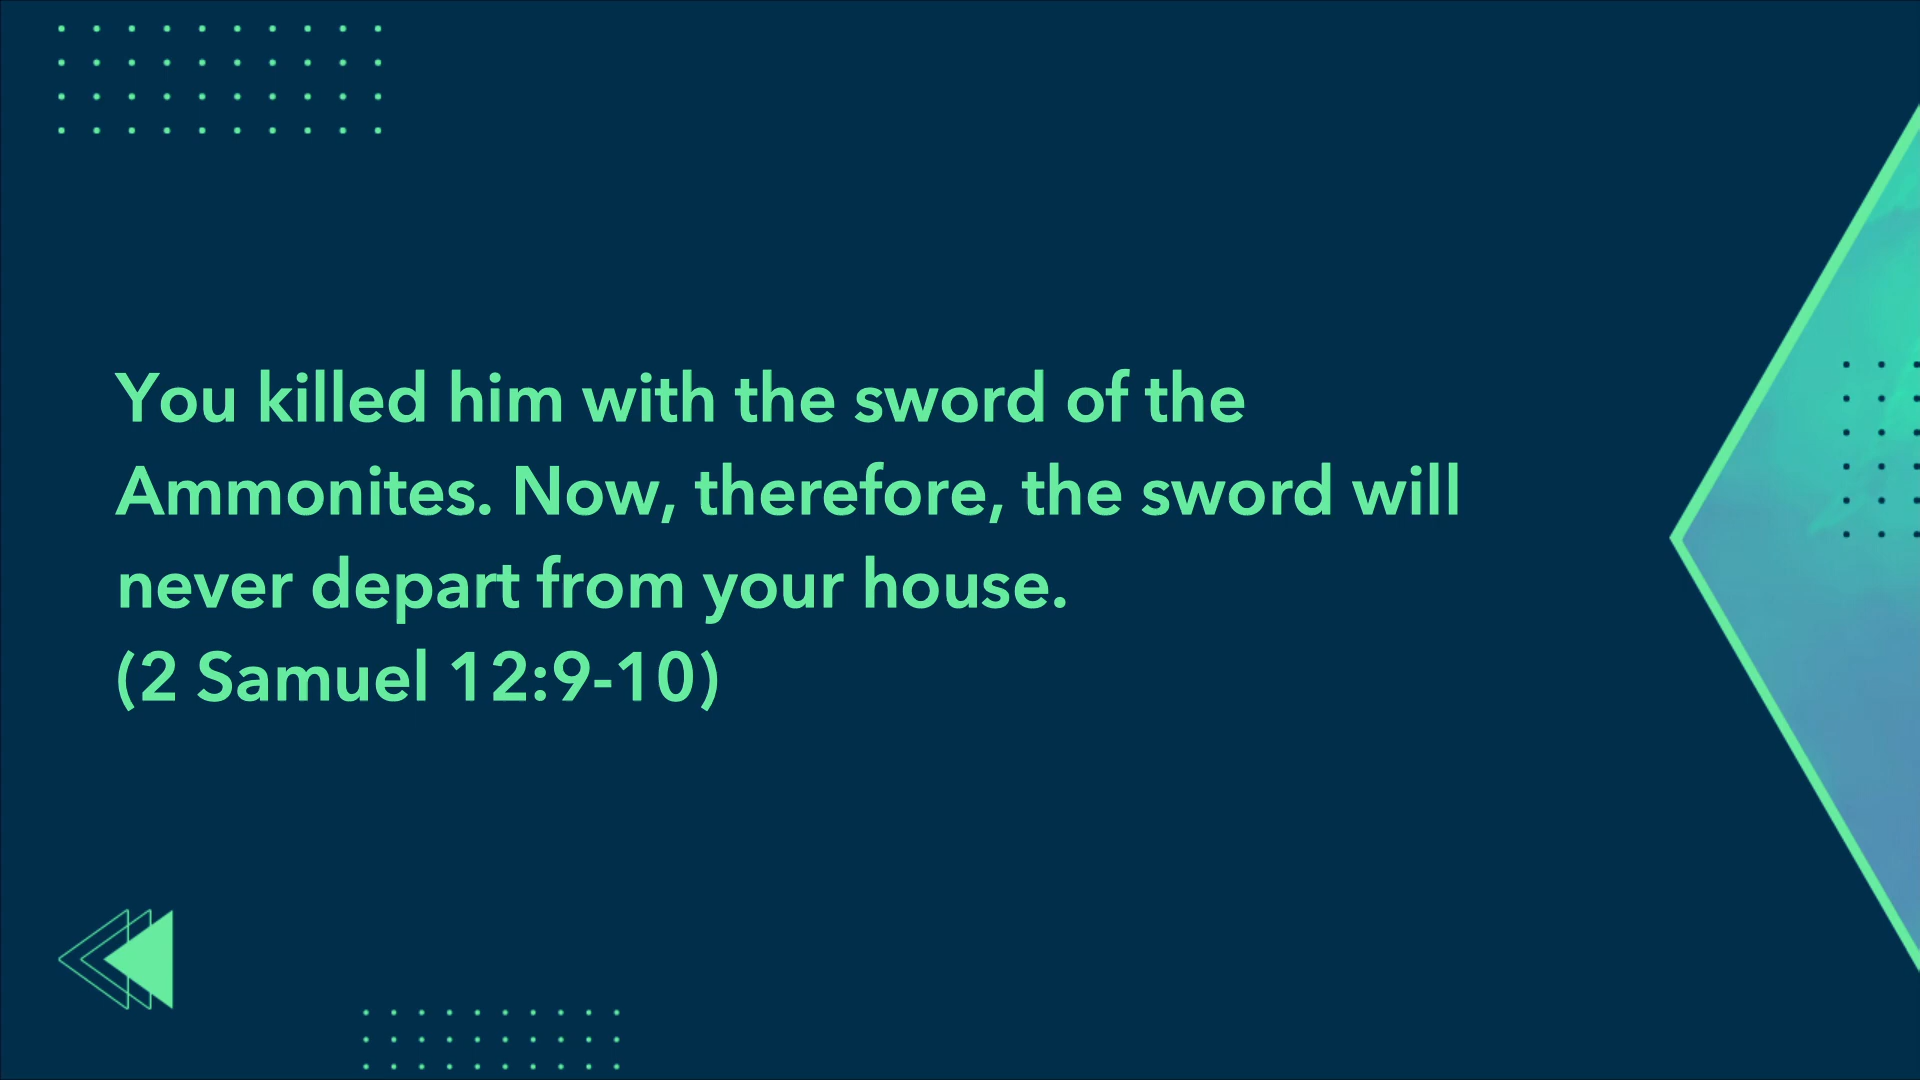 You killed him with the sword of the
Ammonites. Now, therefore, the sword will
never depart from your house.
(2 Samuel 12:9-10)